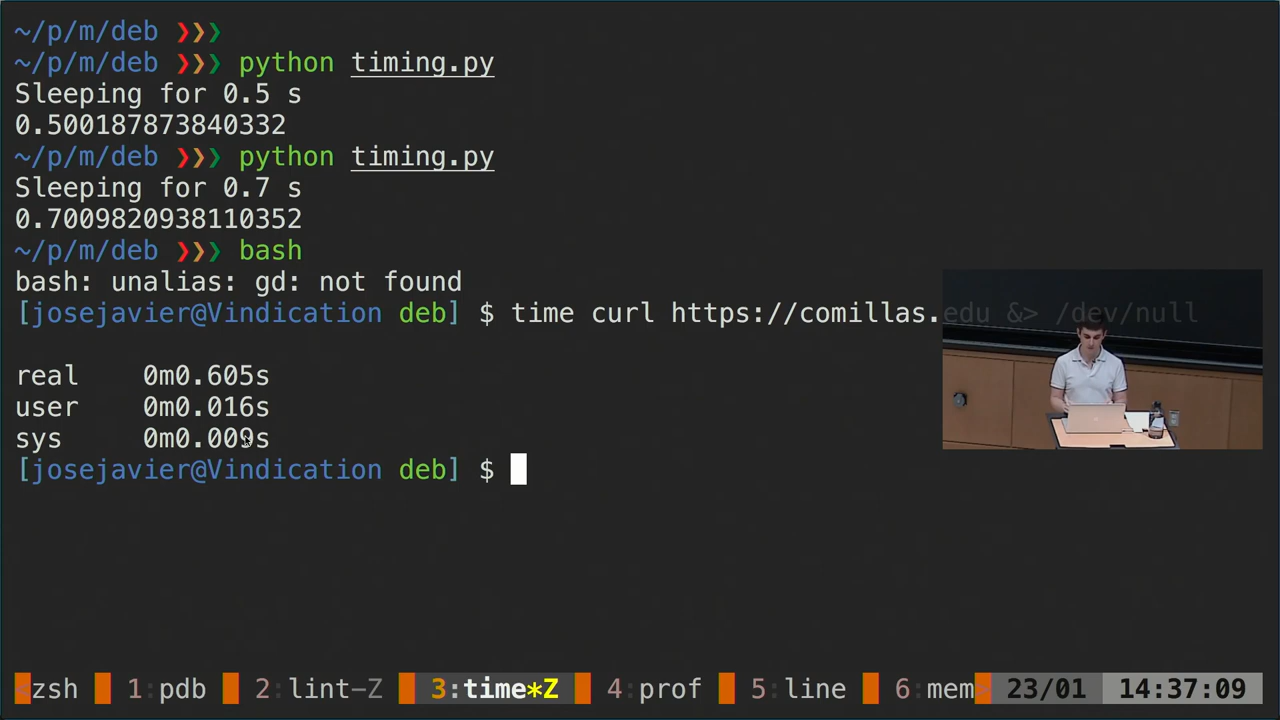 ~/p/m/deb ❯❯❯
~/p/m/deb ❯❯❯ python timing.py
Sleeping for 0.5 s
0.500187873840332
~/p/m/deb ❯❯❯ python timing.py
Sleeping for 0.7 s
0.7009820938110352
~/p/m/deb ❯❯❯ bash
bash: unalias: gd: not found
[josejavier@Vindication deb] $ time curl https://comillas.edu &> /dev/null
real 0m0.605s
user 0m0.016s
sys 0m0.009s
[josejavier@Vindication deb] $
<zsh 1:pdb 2:lint-Z 3:time*Z 4:prof 5:line 6:mem> 23/01 14:37:09